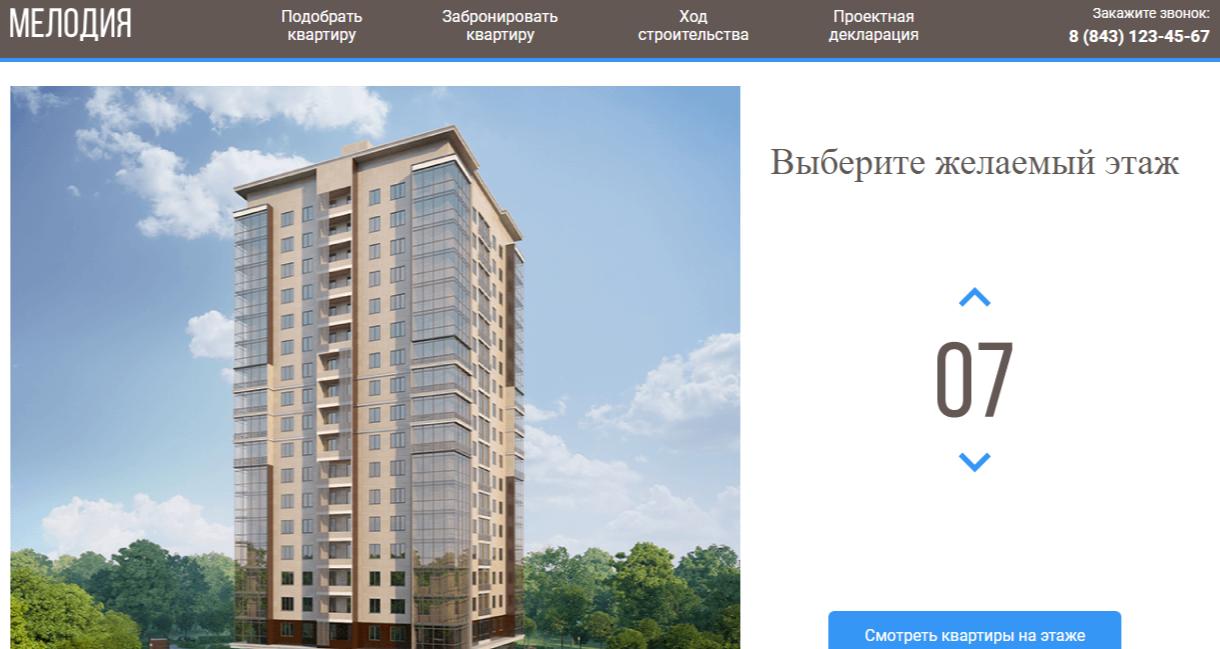 МЕЛОДИЯ
Подобрать
квартиру
Забронировать
квартиру
Ход
строительства
Проектная
декларация
Закажите звонок:
8 (843) 123-45-67
Выберите желаемый этаж
07
Смотреть квартиры на этаже